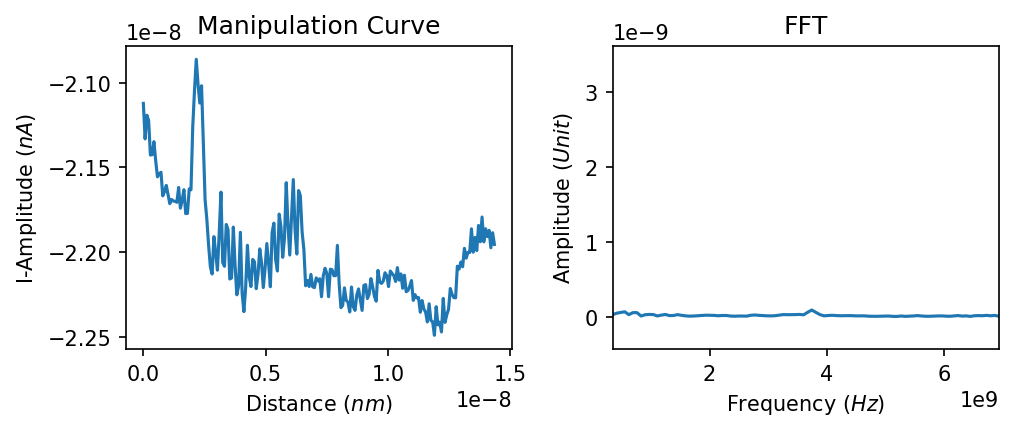 Manipulation Curve
1e−8
I-Amplitude (nA)
−2.10
−2.15
−2.20
−2.25
0.0 0.5 1.0 1.5
1e−8
Distance (nm)
FFT
1e−9
Amplitude (Unit)
3
2
1
0
2 4 6
1e9
Frequency (Hz)